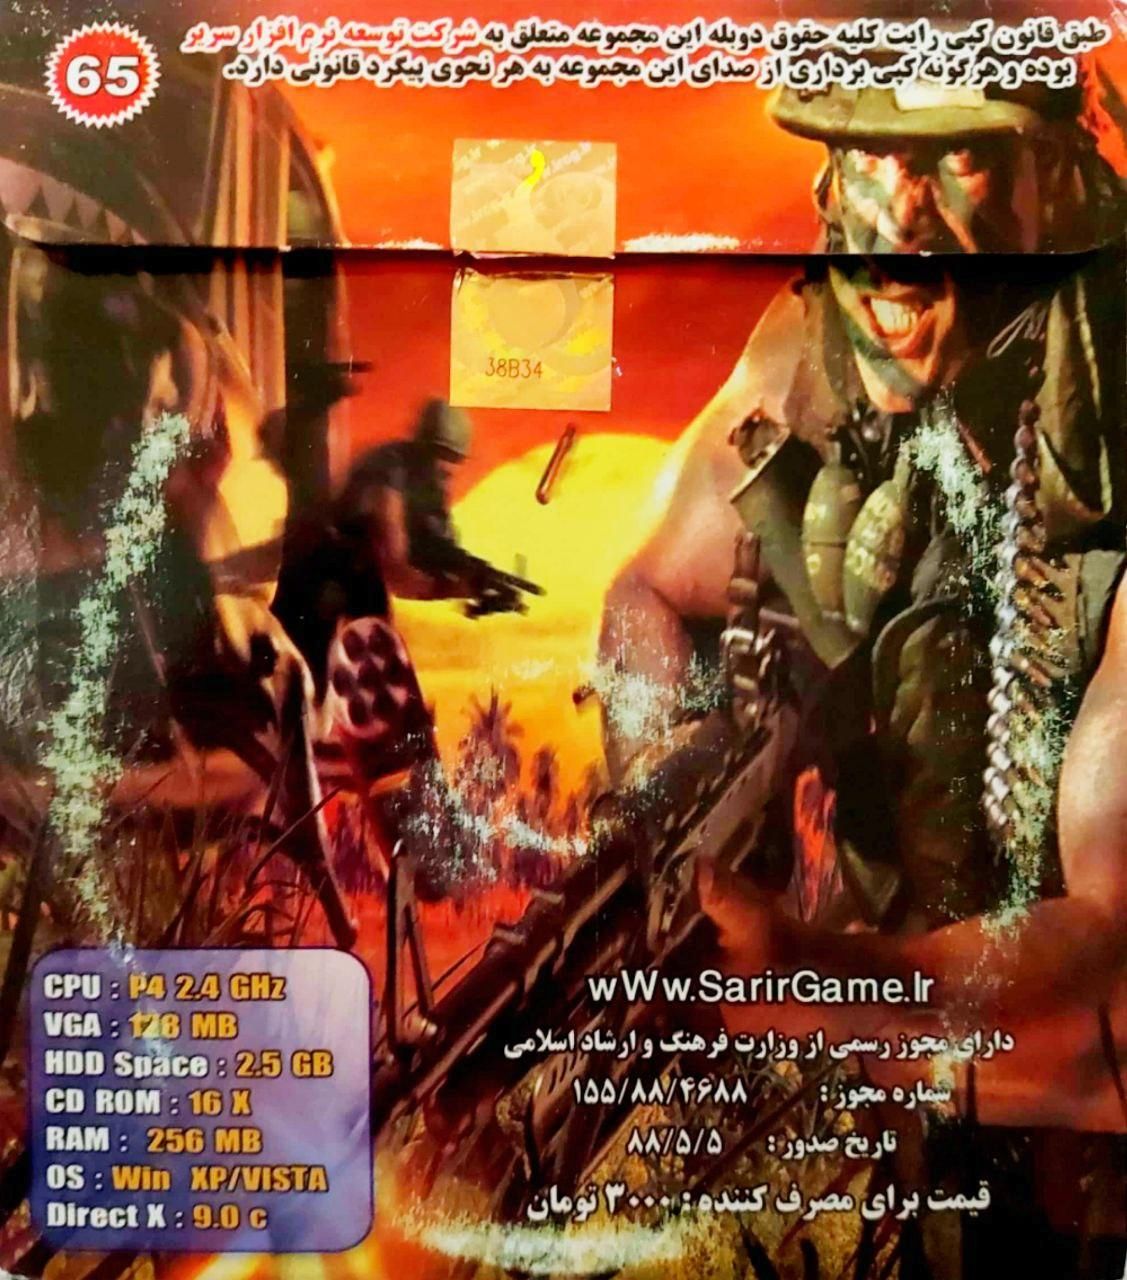 طبق قانون کپی رایت کلیه حقوق دوبله این مجموعه متعلق به شرکت توسعه نرم افزار سریر
بوده و هرگونه کپی برداری از صدای این مجموعه به هر نحوی پیگرد قانونی دارد.
65
38B34
CPU : P4 2.4 GHz
VGA : 128 MB
HDD Space : 2.5 GB
CD ROM : 16 X
RAM : 256 MB
OS : Win XP/VISTA
Direct X : 9.0 c
wWw.SarirGame.Ir
دارای مجوز رسمی از وزارت فرهنگ و ارشاد اسلامی
شماره مجوز : ۱۵۵/۸۸/۴۶۸۸
تاریخ صدور : ۸۸/۵/۵
قیمت برای مصرف کننده : ۳۰۰۰ تومان